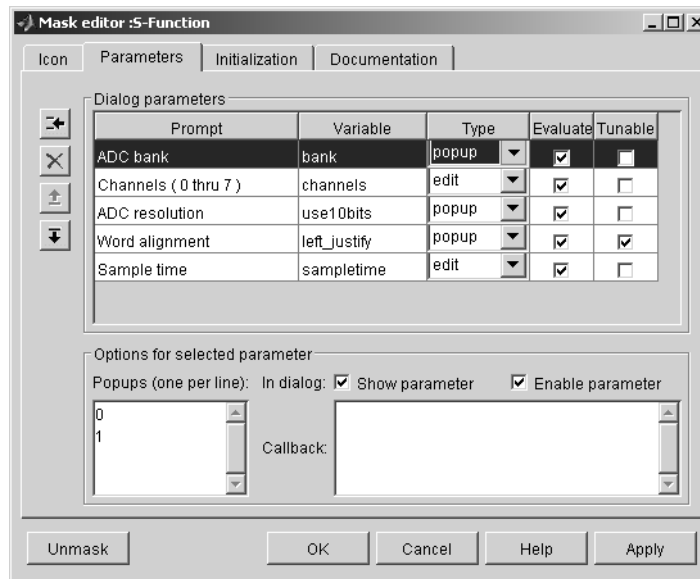 Mask editor :S-Function
Icon Parameters Initialization Documentation
Dialog parameters
Prompt Variable Type Evaluate Tunable
ADC bank bank popup
Channels ( 0 thru 7 ) channels edit
ADC resolution use10bits popup
Word alignment left_justify popup
Sample time sampletime edit
Options for selected parameter
Popups (one per line): In dialog: Show parameter Enable parameter
0
1
Callback:
Unmask OK Cancel Help Apply